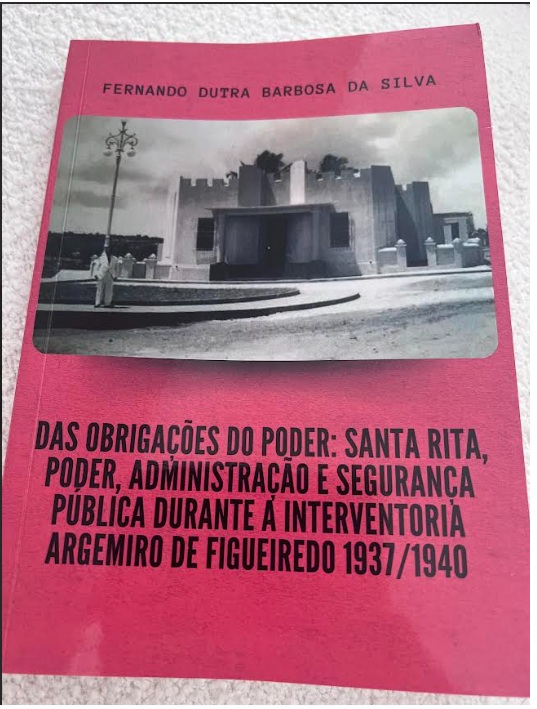 FERNANDO DUTRA BARBOSA DA SILVA
DAS OBRIGAÇÕES DO PODER: SANTA RITA,
PODER, ADMINISTRAÇÃO E SEGURANÇA
PÚBLICA DURANTE A INTERVENTORIA
ARGEMIRO DE FIGUEIREDO 1937/1940